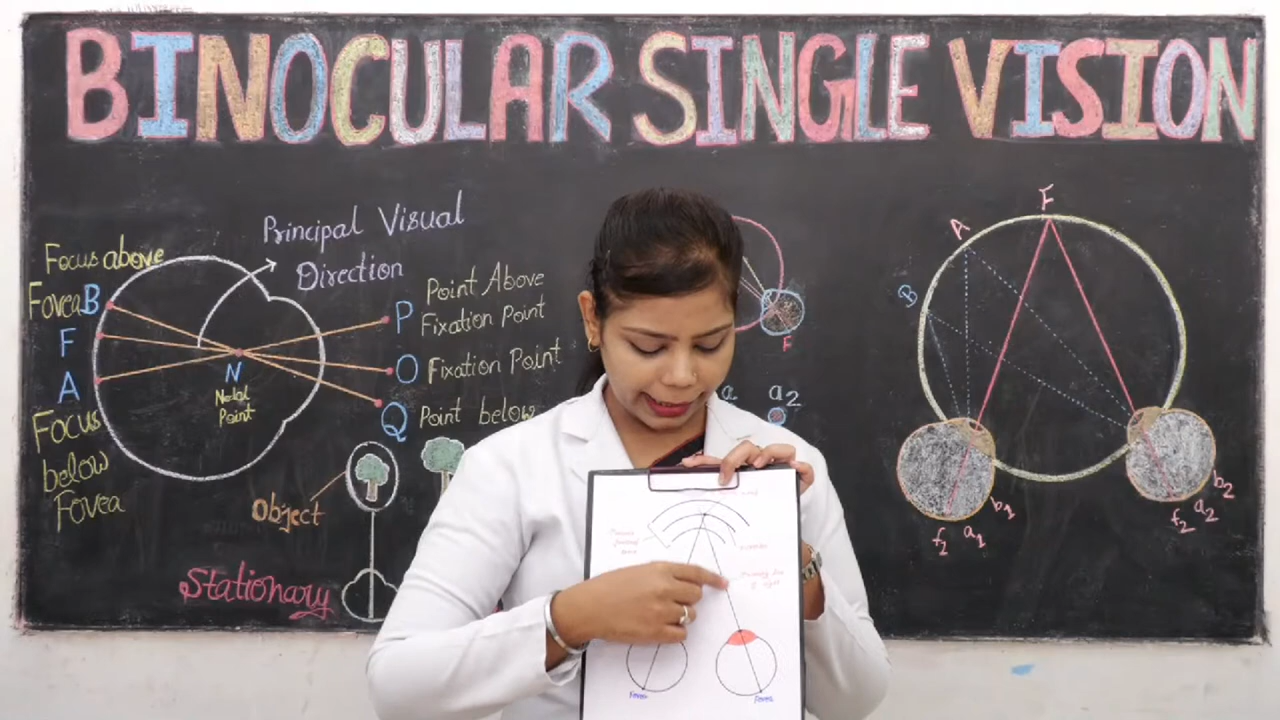 BINOCULAR SINGLE VISION
Principal Visual
Direction
Focus above
Fovea B
F
A
Focus
below
Fovea
N
Nodal
Point
P
Point Above
Fixation Point
O
Fixation Point
Q
Point below
Object
Stationary
F
a
a2
F
A
B
f2
a1
b1
f2
a2
b2
Fovea
Fovea